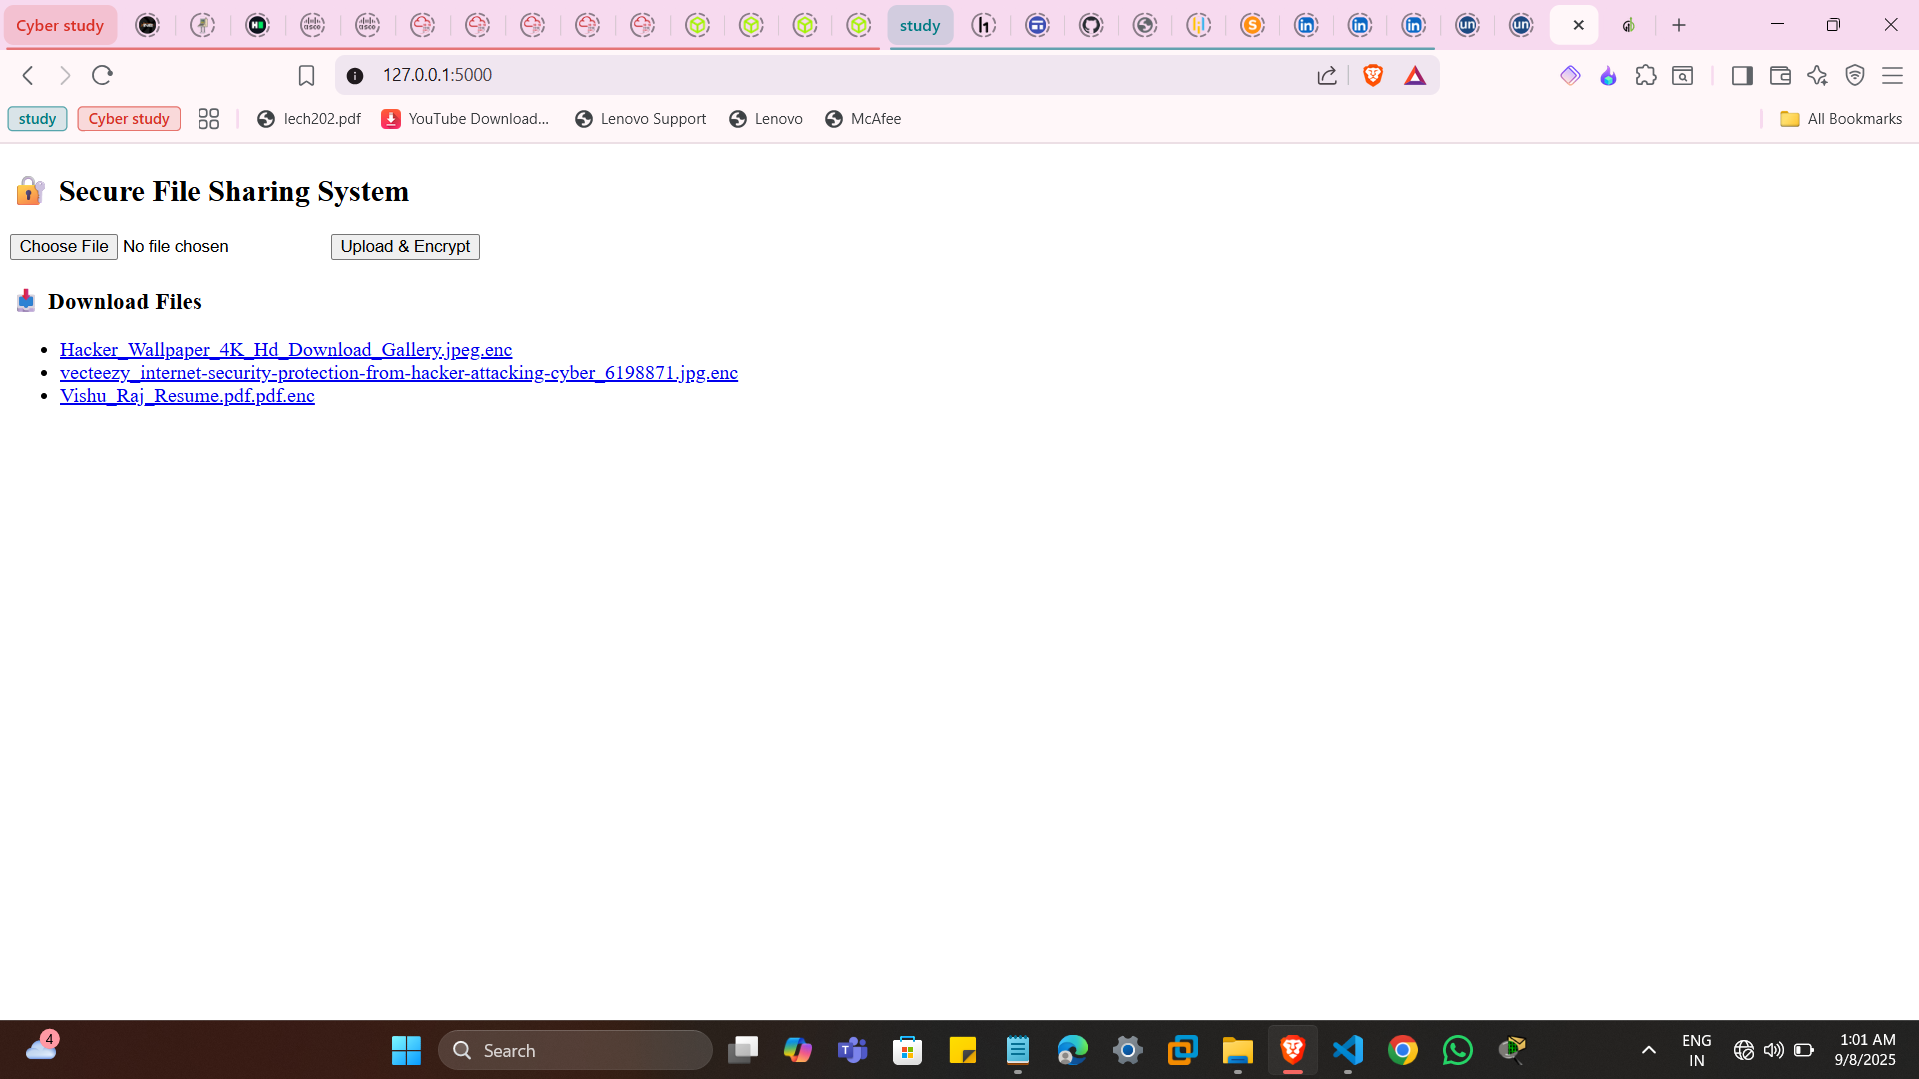 Cyber study
study
127.0.0.1:5000
study Cyber study lech202.pdf YouTube Download... Lenovo Support Lenovo McAfee All Bookmarks
Secure File Sharing System
Choose File No file chosen Upload & Encrypt
Download Files
Hacker_Wallpaper_4K_Hd_Download_Gallery.jpeg.enc
vecteezy_internet-security-protection-from-hacker-attacking-cyber_6198871.jpg.enc
Vishu_Raj_Resume.pdf.pdf.enc
4
Search
ENG
IN
1:01 AM
9/8/2025